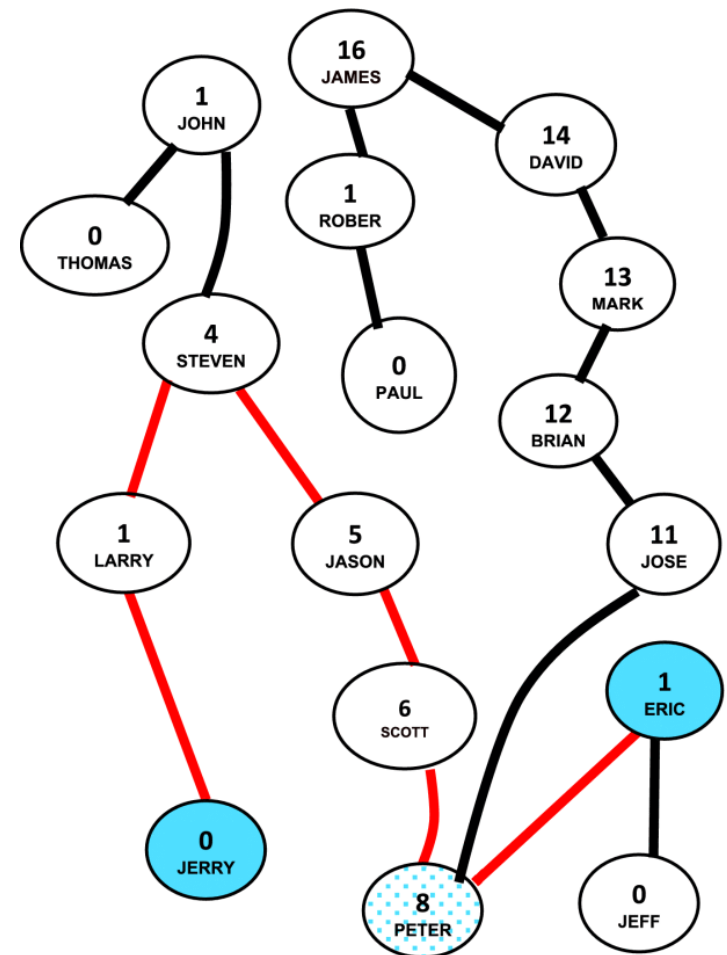 16
JAMES
1
JOHN
14
DAVID
1
ROBER
0
THOMAS
13
MARK
4
STEVEN
0
PAUL
12
BRIAN
1
LARRY
5
JASON
11
JOSE
6
SCOTT
1
ERIC
0
JERRY
8
PETER
0
JEFF